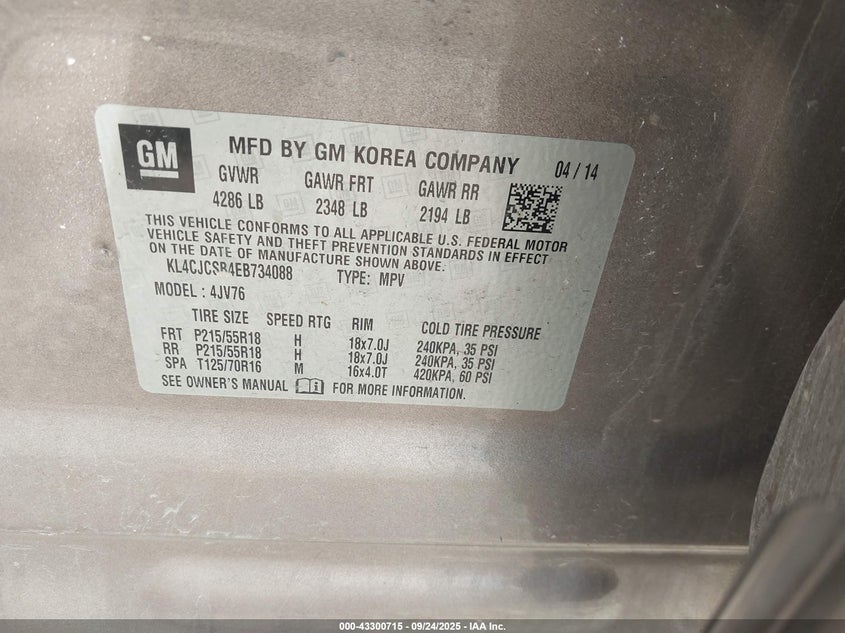 GM
MFD BY GM KOREA COMPANY 04 / 14
GVWR GAWR FRT GAWR RR
4286 LB 2348 LB 2194 LB
THIS VEHICLE CONFORMS TO ALL APPLICABLE U.S. FEDERAL MOTOR
VEHICLE SAFETY AND THEFT PREVENTION STANDARDS IN EFFECT
ON THE DATE OF MANUFACTURE SHOWN ABOVE.
KL4CJCSB4EB734088 TYPE: MPV
MODEL : 4JV76
TIRE SIZE SPEED RTG RIM COLD TIRE PRESSURE
FRT P215/55R18 H 18x7.0J 240KPA, 35 PSI
RR P215/55R18 H 18x7.0J 240KPA, 35 PSI
SPA T125/70R16 M 16x4.0T 420KPA, 60 PSI
SEE OWNER'S MANUAL FOR MORE INFORMATION.
000-43300715 - 09/24/2025 - IAA Inc.